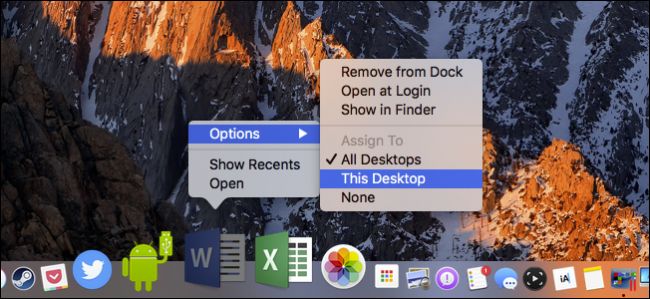 Options
Show Recents
Open
Remove from Dock
Open at Login
Show in Finder
Assign To
✓ All Desktops
This Desktop
None
W
X
1
iA